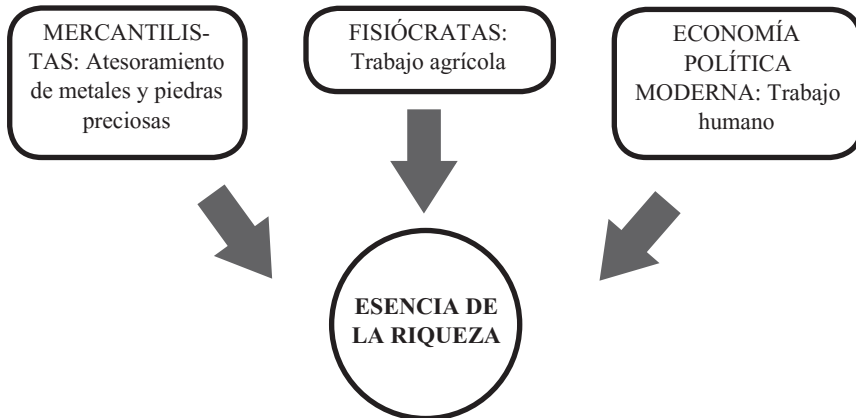 MERCANTILIS-
TAS: Atesoramiento
de metales y piedras
preciosas
FISIÓCRATAS:
Trabajo agrícola
ECONOMÍA
POLÍTICA
MODERNA: Trabajo
humano
ESENCIA DE
LA RIQUEZA